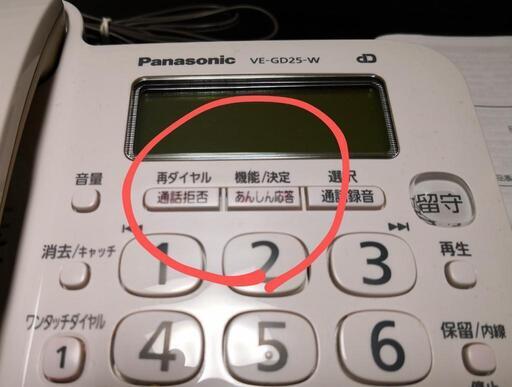 Panasonic VE-GD25-W
音量 再ダイヤル 機能/決定 選択
通話拒否 あんしん応答 通話録音 留守
消去/キャッチ 1 2 3 再生
ワンタッチダイヤル 保留/内線
1 4 5 6